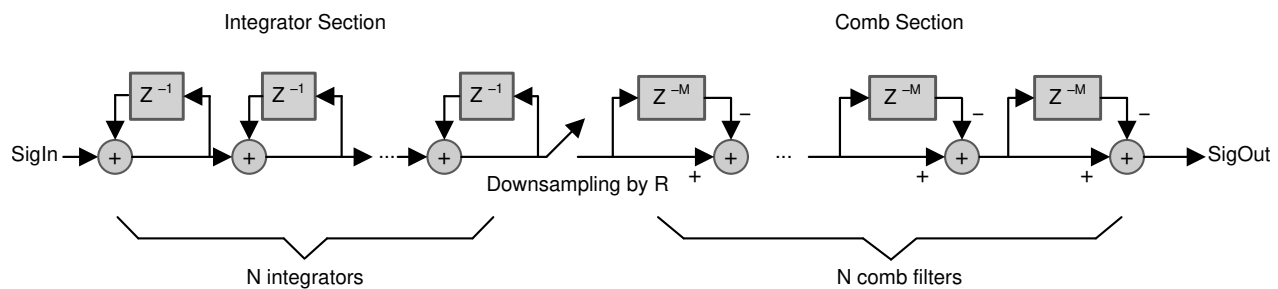 Integrator Section
Comb Section
Z⁻¹
Z⁻¹
Z⁻¹
Z⁻ᴹ
Z⁻ᴹ
Z⁻ᴹ
−
−
−
SigIn
+
+
...
+
+
...
+
+
SigOut
Downsampling by R
+
+
+
N integrators
N comb filters